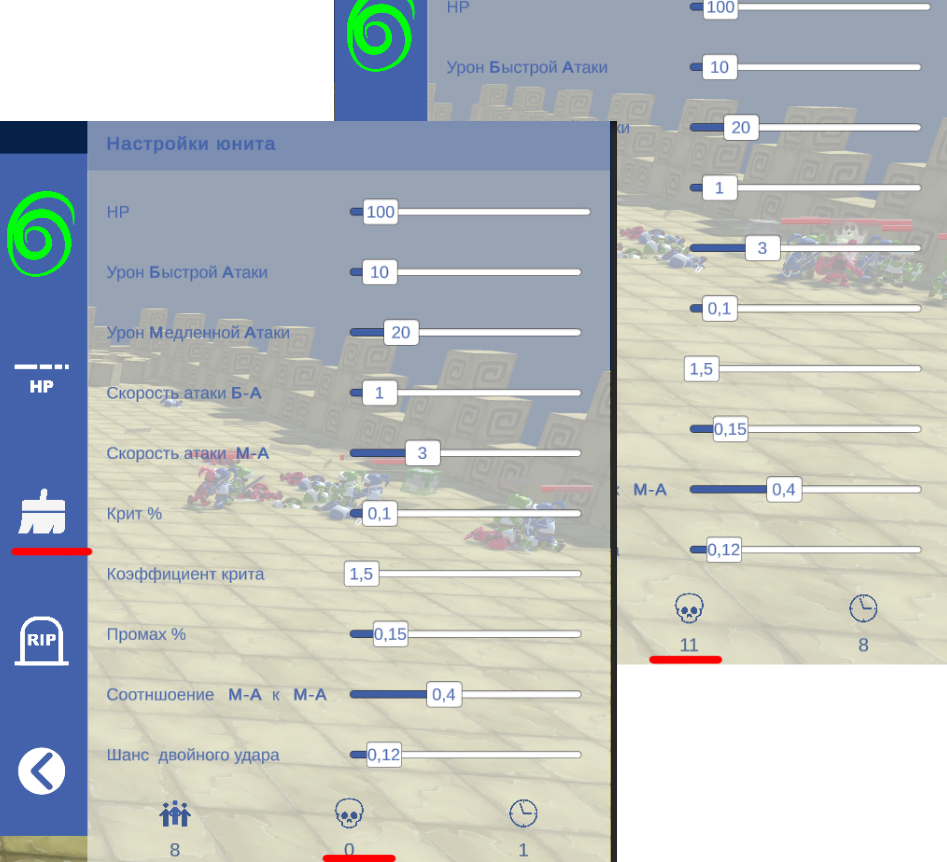 HP
100
Урон Быстрой Атаки
10
ки
20
1
3
0,1
1,5
0,15
к М-А
0,4
0,12
11
8
Настройки юнита
HP
100
Урон Быстрой Атаки
10
Урон Медленной Атаки
20
Скорость атаки Б-А
1
Скорость атаки М-А
3
Крит %
0,1
Коэффициент крита
1,5
Промах %
0,15
Соотншоение М-А к М-А
0,4
Шанс двойного удара
0,12
8
0
1
HP
RIP